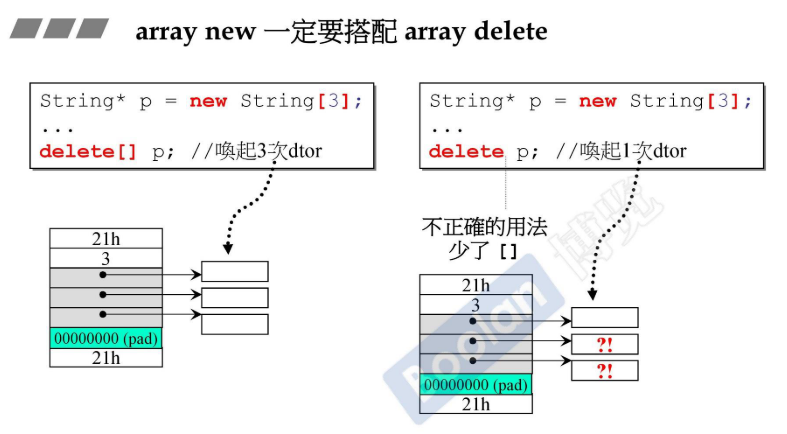 array new 一定要搭配 array delete
String* p = new String[3];
...
delete[] p; //喚起3次dtor
String* p = new String[3];
...
delete p; //喚起1次dtor
不正確的用法
少了 []
21h
3
00000000 (pad)
21h
21h
3
?!
?!
00000000 (pad)
21h
Boolan 博览